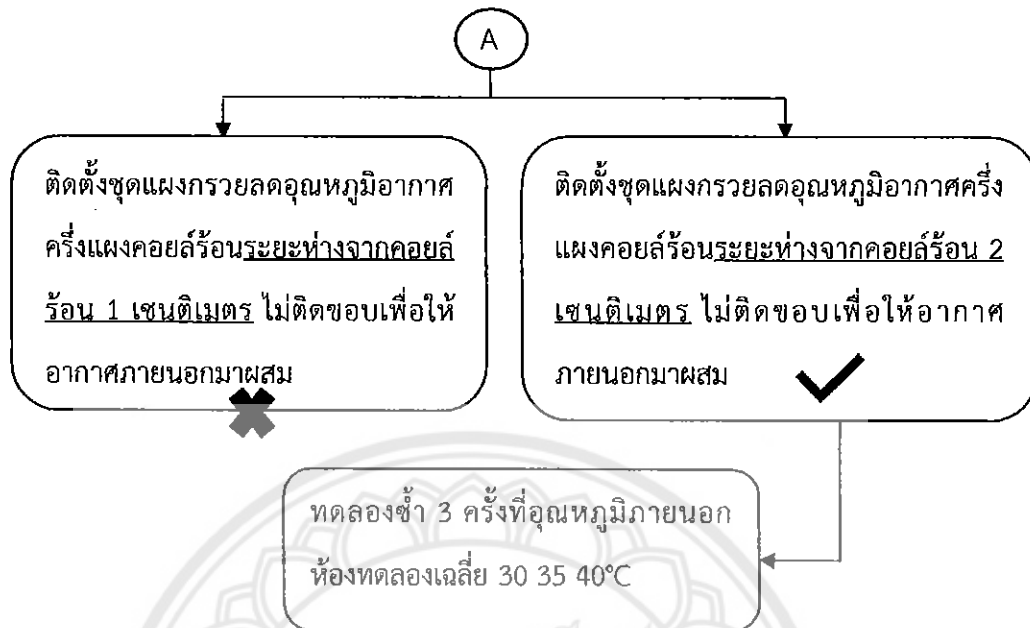 A
ติดตั้งชุดแผงกรวยลดอุณหภูมิอากาศ
ครึ่งแผงคอยล์ร้อนระยะห่างจากคอยล์
ร้อน 1 เซนติเมตร ไม่ติดขอบเพื่อให้
อากาศภายนอกมาผสม
ติดตั้งชุดแผงกรวยลดอุณหภูมิอากาศครึ่ง
แผงคอยล์ร้อนระยะห่างจากคอยล์ร้อน 2
เซนติเมตร ไม่ติดขอบเพื่อให้อากาศ
ภายนอกมาผสม
ทดลองซ้ำ 3 ครั้งที่อุณหภูมิภายนอก
ห้องทดลองเฉลี่ย 30 35 40°C